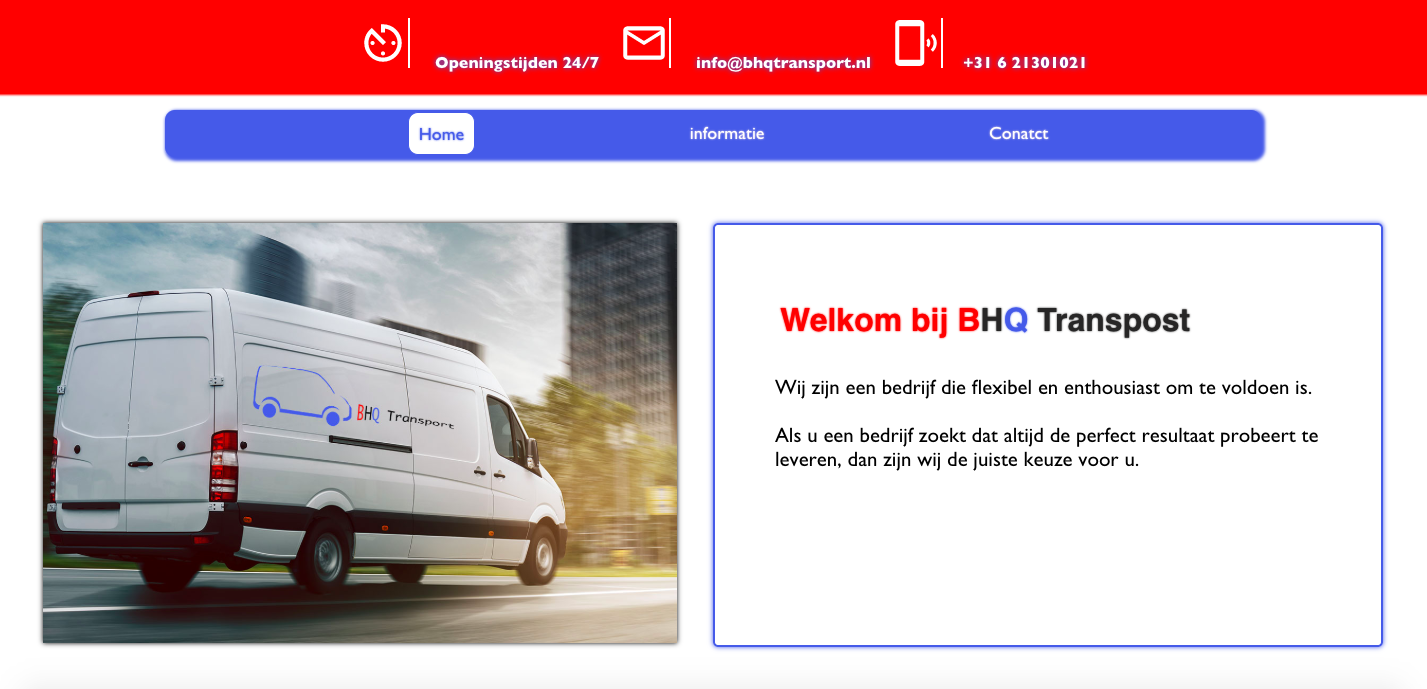 Openingstijden 24/7
info@bhqtransport.nl
+31 6 21301021
Home
informatie
Conatct
BHQ Transport
Welkom bij BHQ Transpost
Wij zijn een bedrijf die flexibel en enthousiast om te voldoen is.
Als u een bedrijf zoekt dat altijd de perfect resultaat probeert te
leveren, dan zijn wij de juiste keuze voor u.